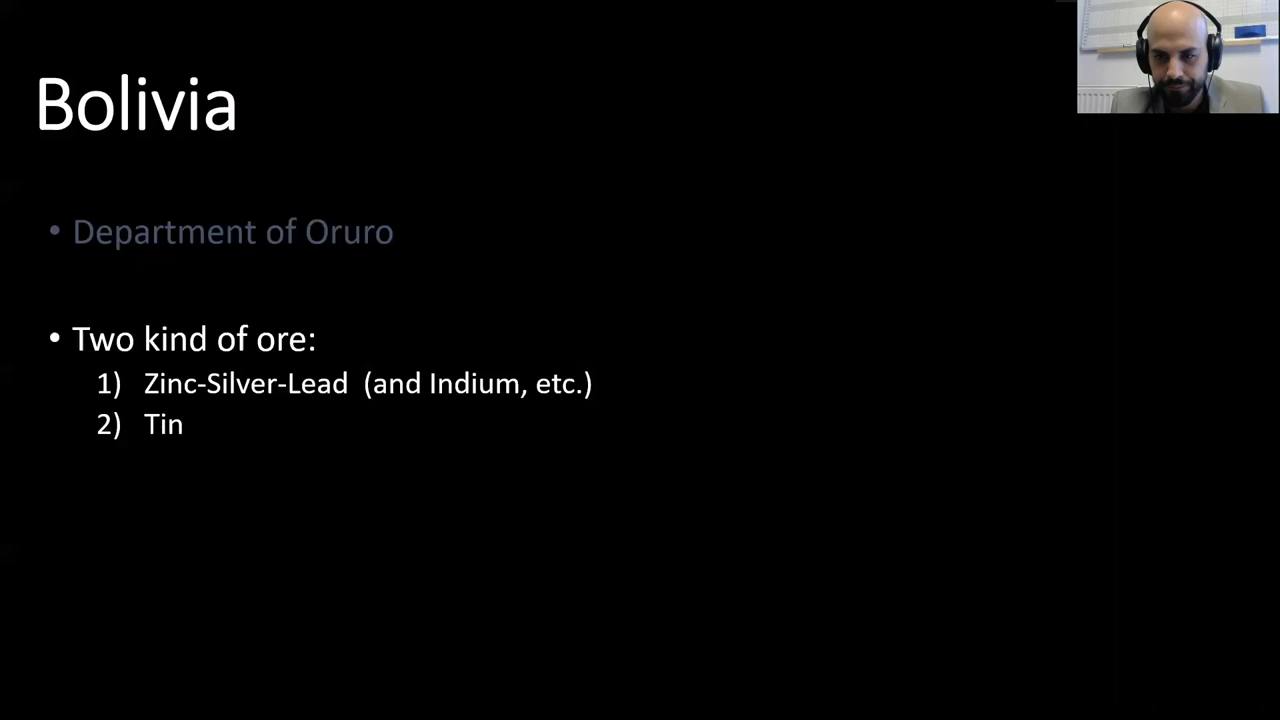 Bolivia
• Department of Oruro
• Two kind of ore:
1) Zinc-Silver-Lead (and Indium, etc.)
2) Tin